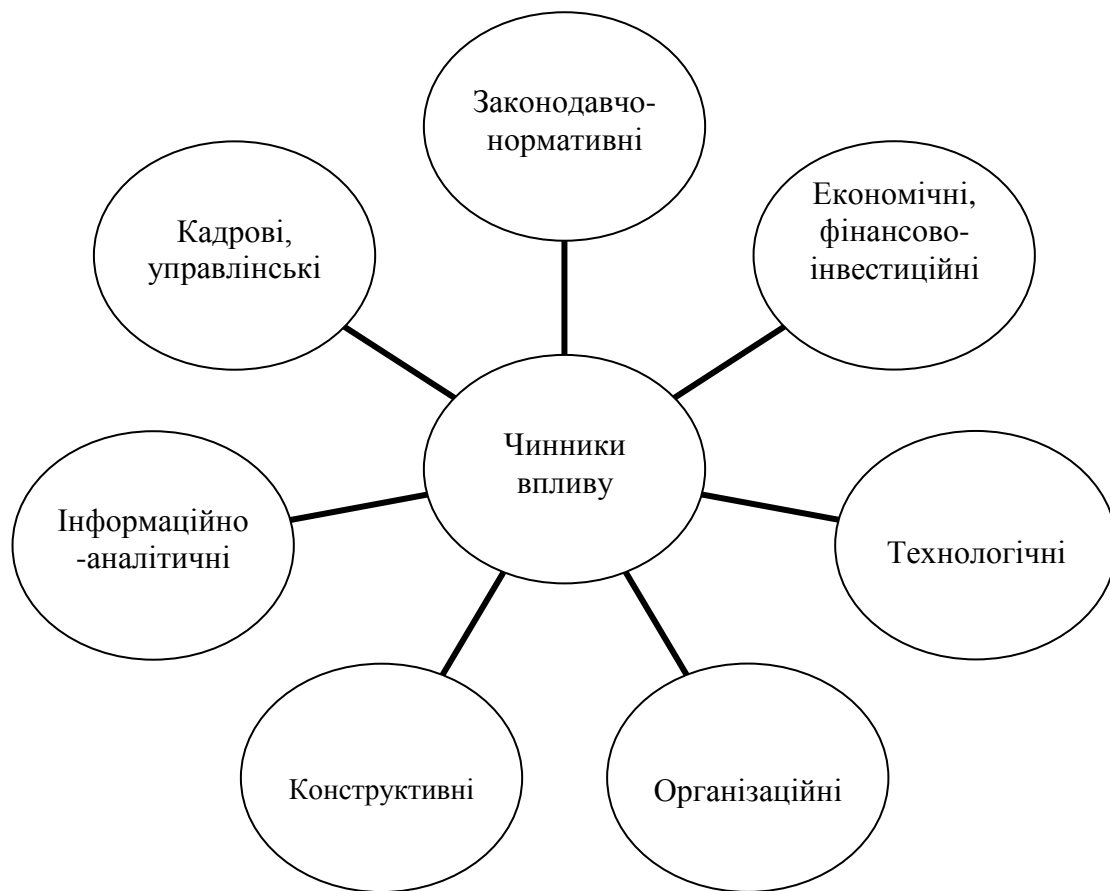 Законодавчо-
нормативні
Економічні,
фінансово-
інвестиційні
Кадрові,
управлінські
Чинники
впливу
Інформаційно
-аналітичні
Технологічні
Конструктивні
Організаційні